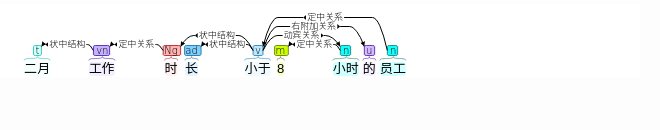 定中关系
右附加关系
状中结构 动宾关系
状中结构 定中关系 状中结构 定中关系
t vn Ng ad v m n u n
二月 工作 时 长 小于 8 小时 的 员工